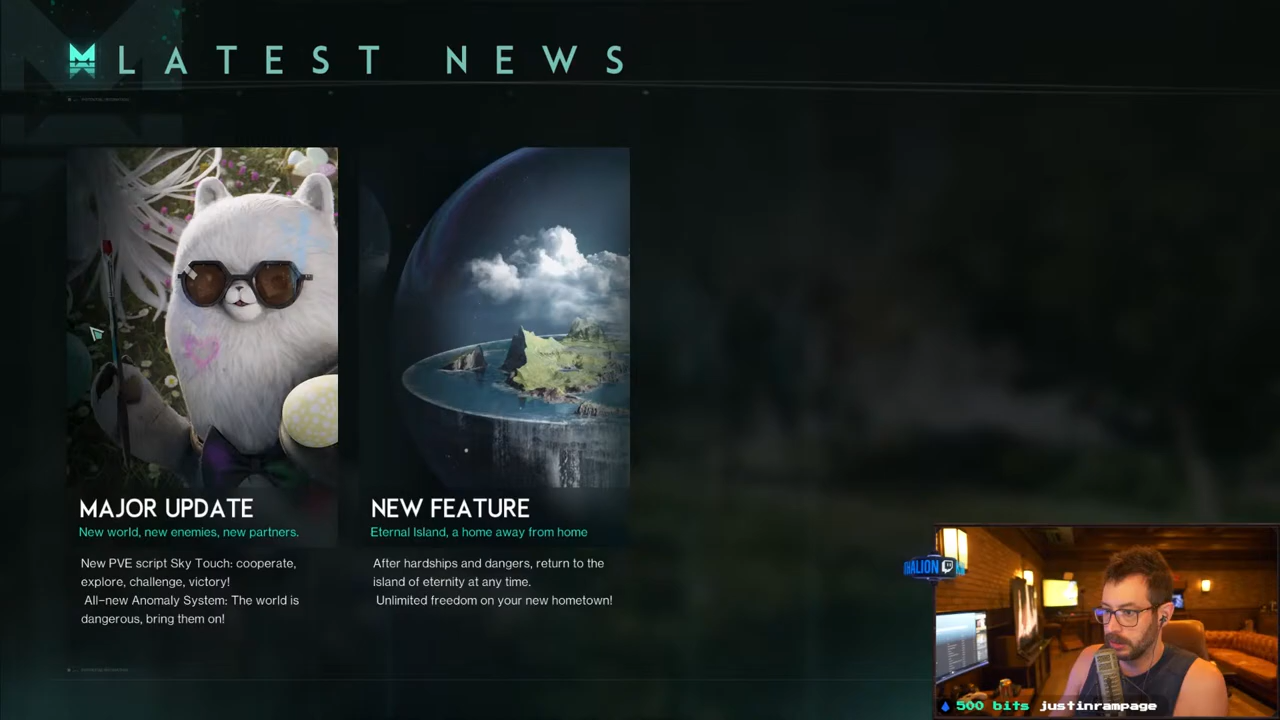 LATEST NEWS
MAJOR UPDATE
New world, new enemies, new partners.
New PVE script Sky Touch: cooperate,
explore, challenge, victory!
All-new Anomaly System: The world is
dangerous, bring them on!
NEW FEATURE
Eternal Island, a home away from home
After hardships and dangers, return to the
island of eternity at any time.
Unlimited freedom on your new hometown!
THALION
500 bits justinrampage